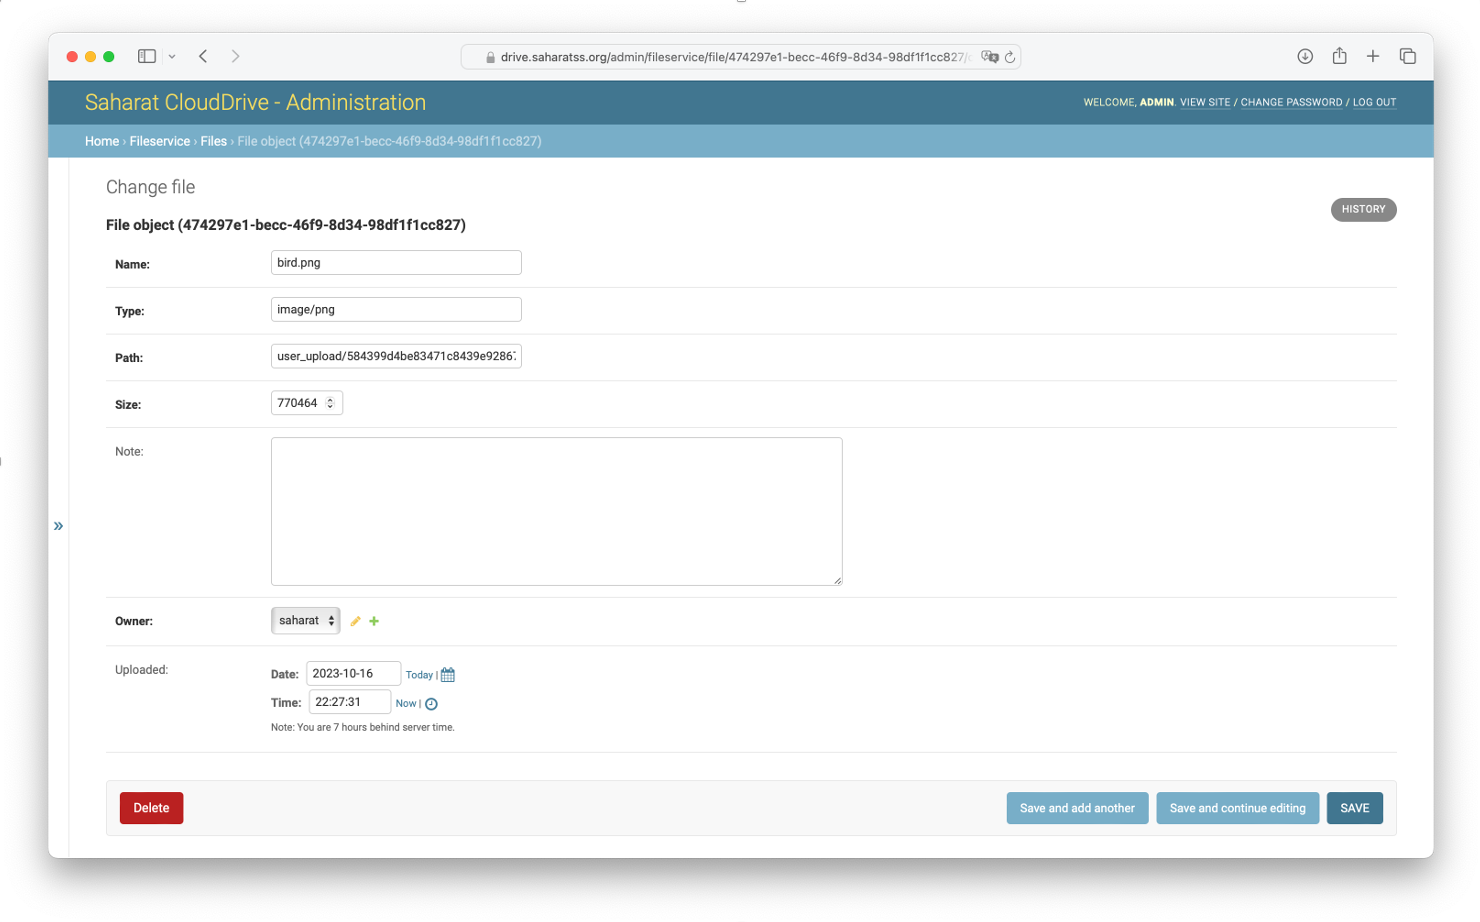 drive.saharatss.org/admin/fileservice/file/474297e1-becc-46f9-8d34-98df1f1cc827/
Saharat CloudDrive - Administration
WELCOME, ADMIN. VIEW SITE / CHANGE PASSWORD / LOG OUT
Home › Fileservice › Files › File object (474297e1-becc-46f9-8d34-98df1f1cc827)
Change file
HISTORY
File object (474297e1-becc-46f9-8d34-98df1f1cc827)
Name: bird.png
Type: image/png
Path: user_upload/584399d4be83471c8439e9286
Size: 770464
Note:
»
Owner: saharat
Uploaded:
Date: 2023-10-16 Today |
Time: 22:27:31 Now |
Note: You are 7 hours behind server time.
Delete
Save and add another
Save and continue editing
SAVE